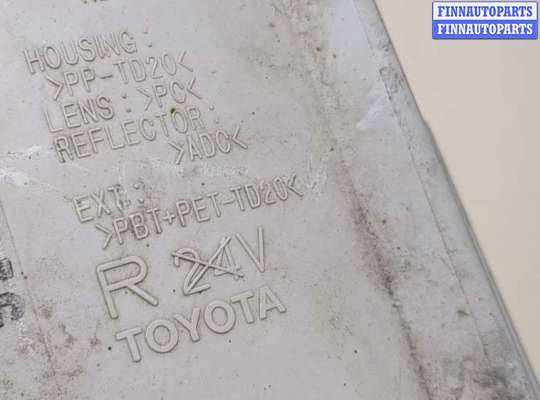 FINNAUTOPARTS
FINNAUTOPARTS
HOUSING
>PP-TD20<
LENS : >PC<
REFLECTOR
>ADC<
EXT.:
>PBT+PET-TD20<
R 24V
TOYOTA